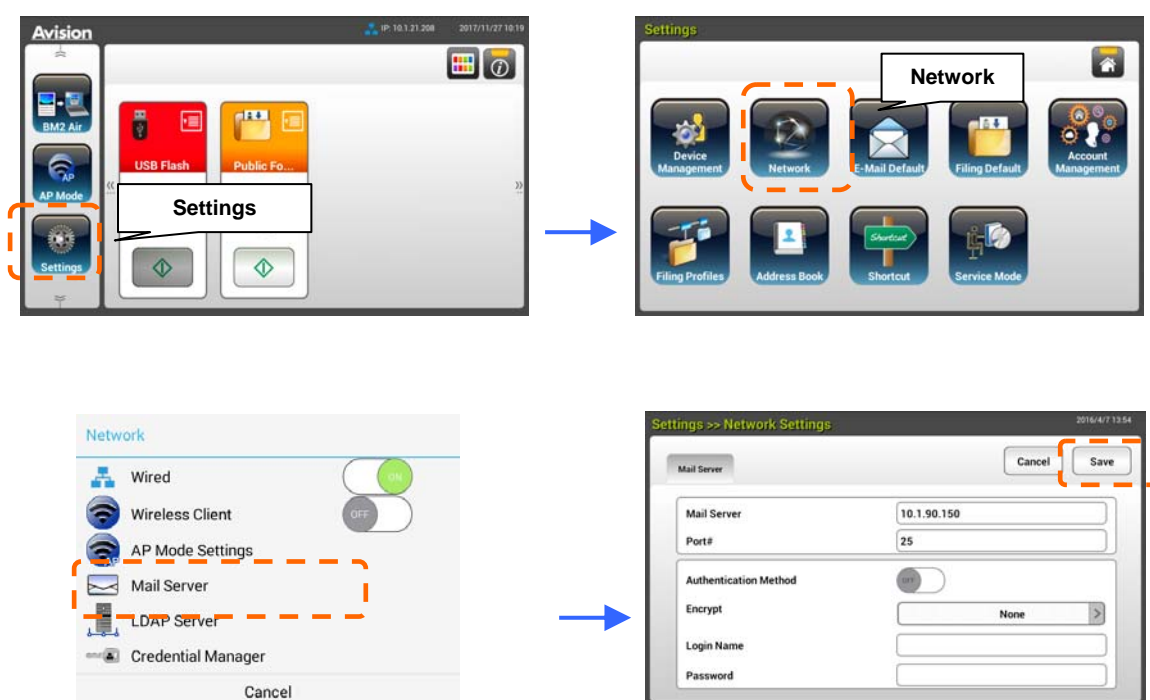 Avision
IP: 10.1.21.208
2017/11/27 10:19
BM2 Air
AP
AP Mode
Settings
USB Flash
Public Fo...
Settings
Settings
Network
Device Management
Network
E-Mail Default
Filing Default
Account Management
Filing Profiles
Address Book
Shortcut
Shortcut
Service Mode
Network
Wired
ON
Wireless Client
OFF
AP Mode Settings
Mail Server
LDAP Server
Credential Manager
Cancel
Settings >> Network Settings
2016/4/7 13:54
Mail Server
Cancel
Save
Mail Server
10.1.90.150
Port#
25
Authentication Method
OFF
Encrypt
None
Login Name
Password